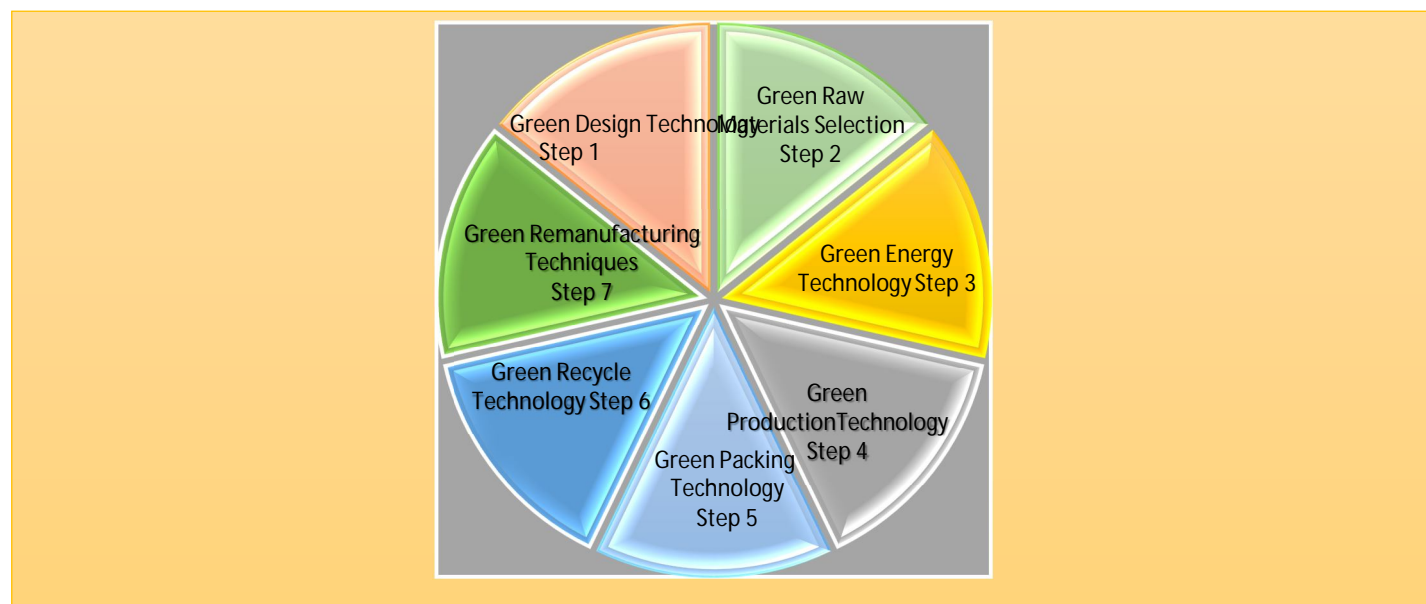 Green Design Technology
Step 1
Green Raw
Materials Selection
Step 2
Green Energy
Technology Step 3
Green
ProductionTechnology
Step 4
Green Packing
Technology
Step 5
Green Recycle
Technology Step 6
Green Remanufacturing
Techniques
Step 7